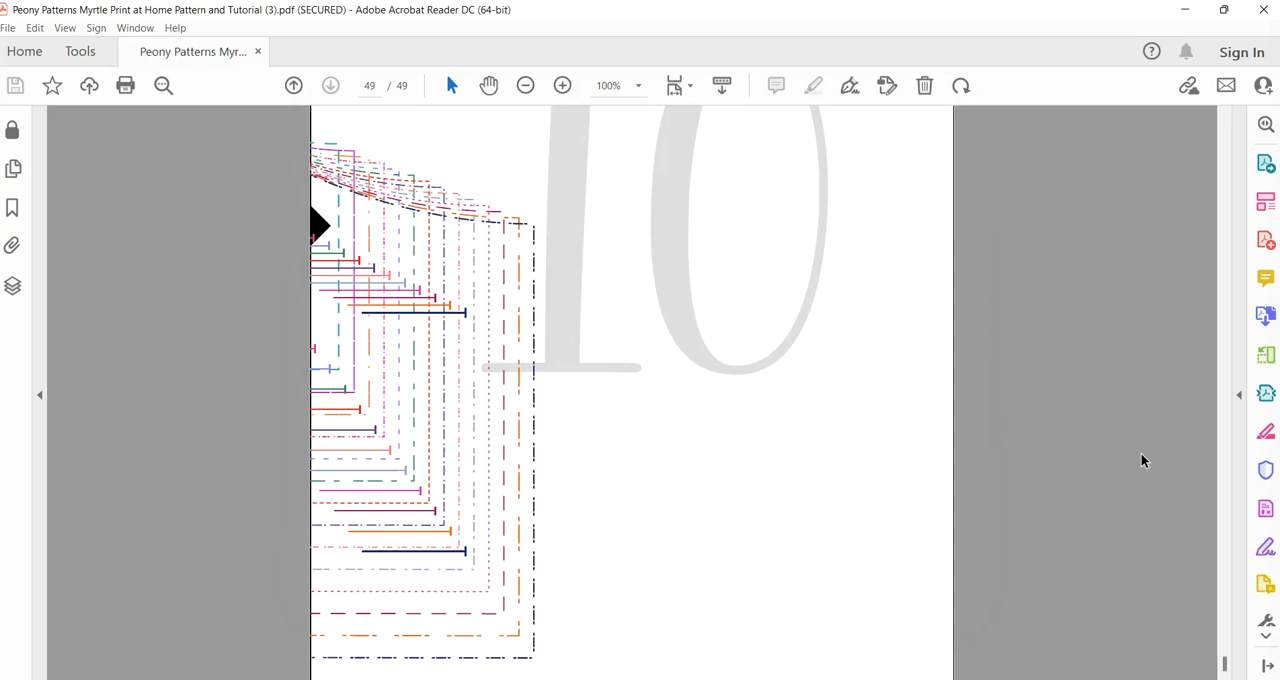 Peony Patterns Myrtle Print at Home Pattern and Tutorial (3).pdf (SECURED) - Adobe Acrobat Reader DC (64-bit)
File Edit View Sign Window Help
Home Tools Peony Patterns Myr... × Sign In
49 / 49 100%
10